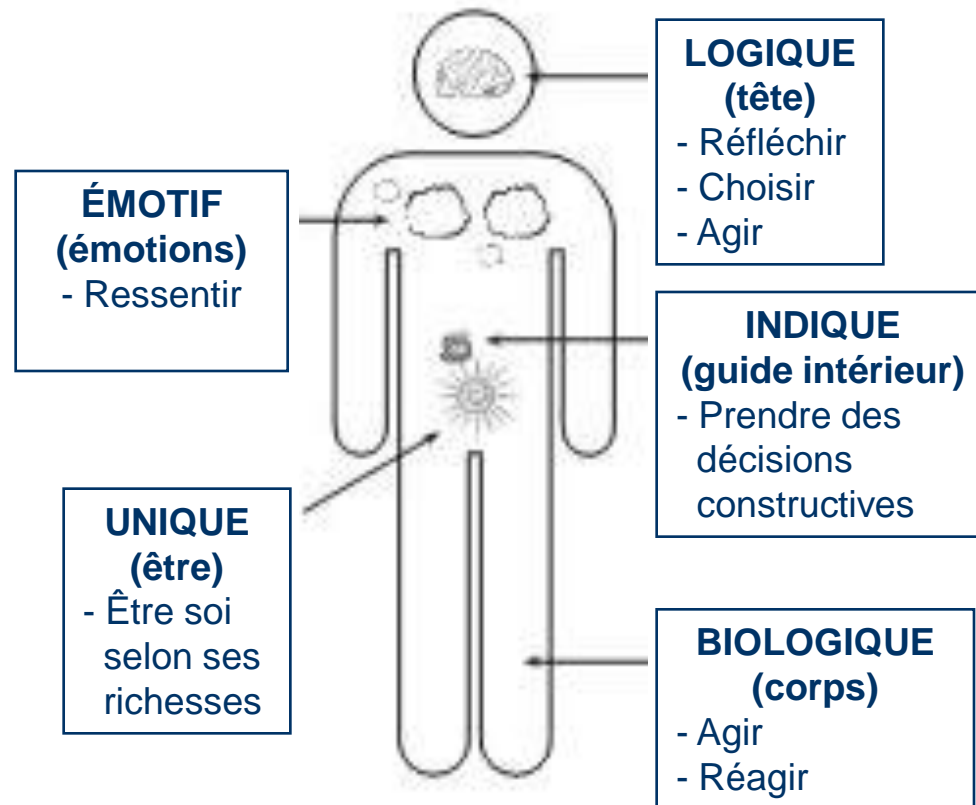 LOGIQUE
(tête)
- Réfléchir
- Choisir
- Agir
ÉMOTIF
(émotions)
- Ressentir
INDIQUE
(guide intérieur)
- Prendre des
décisions
constructives
UNIQUE
(être)
- Être soi
selon ses
richesses
BIOLOGIQUE
(corps)
- Agir
- Réagir